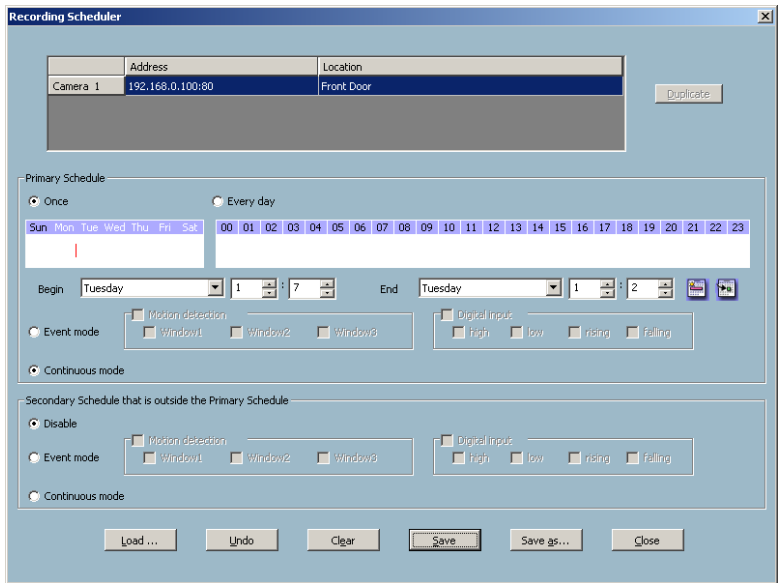 Recording Scheduler
Address Location
Camera 1 192.168.0.100:80 Front Door
Duplicate
Primary Schedule
Once Every day
Sun Mon Tue Wed Thu Fri Sat 00 01 02 03 04 05 06 07 08 09 10 11 12 13 14 15 16 17 18 19 20 21 22 23
Begin Tuesday 1 : 7 End Tuesday 1 : 2
Motion detection Digital input
Event mode Window1 Window2 Window3 high low rising falling
Continuous mode
Secondary Schedule that is outside the Primary Schedule
Disable
Motion detection Digital input
Event mode Window1 Window2 Window3 high low rising falling
Continuous mode
Load ... Undo Clear Save Save as... Close